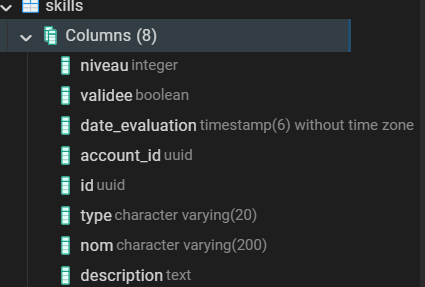 skills
Columns (8)
niveau integer
validee boolean
date_evaluation timestamp(6) without time zone
account_id uuid
id uuid
type character varying(20)
nom character varying(200)
description text